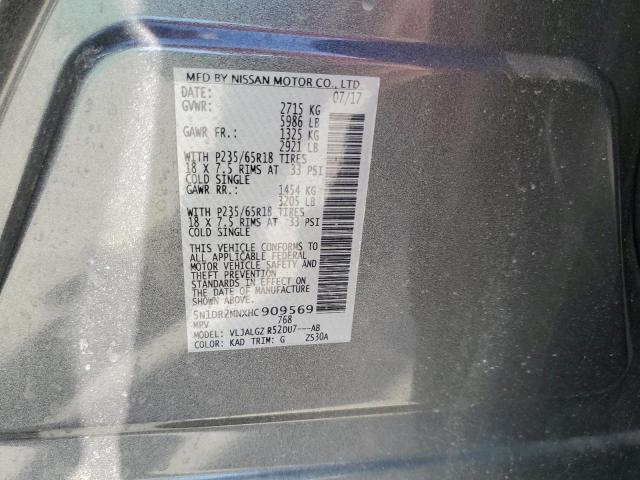 MFD BY NISSAN MOTOR CO., LTD
DATE: 07/17
GVWR: 2715 KG
5986 LB
GAWR FR.: 1325 KG
2921 LB
WITH P235/65R18 TIRES
18 X 7.5 RIMS AT 33 PSI
COLD SINGLE
GAWR RR.: 1454 KG
3205 LB
WITH P235/65R18 TIRES
18 X 7.5 RIMS AT 33 PSI
COLD SINGLE
THIS VEHICLE CONFORMS TO
ALL APPLICABLE FEDERAL
MOTOR VEHICLE SAFETY AND
THEFT PREVENTION
STANDARDS IN EFFECT ON
THE DATE OF MANUFACTURE
SHOWN ABOVE.
5N1DR2MNXHC909569
MPV 768
MODEL: VLJALGZ R52DU7---AB
COLOR: KAD TRIM: G ZS30A